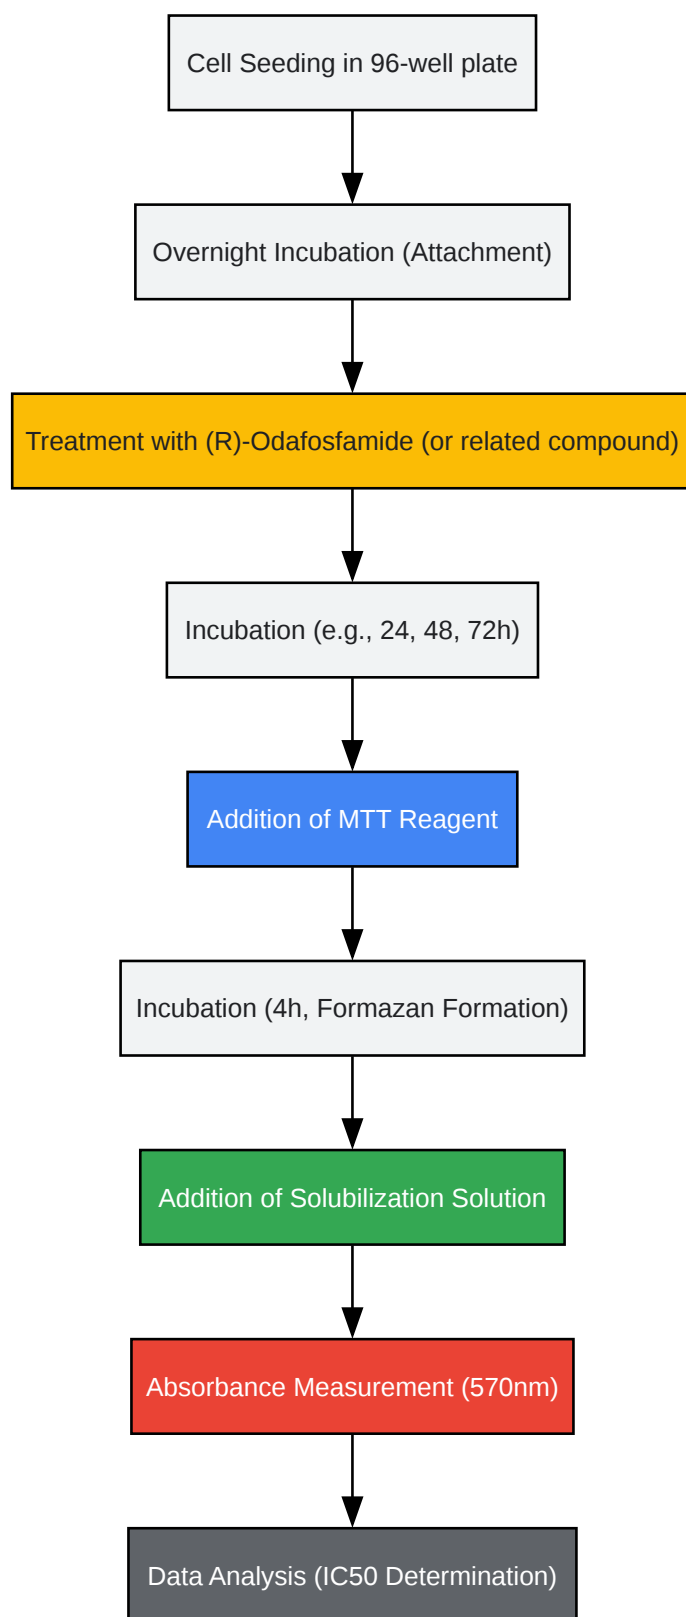 Cell Seeding in 96-well plate
Overnight Incubation (Attachment)
Treatment with (R)-Odafosfamide (or related compound)
Incubation (e.g., 24, 48, 72h)
Addition of MTT Reagent
Incubation (4h, Formazan Formation)
Addition of Solubilization Solution
Absorbance Measurement (570nm)
Data Analysis (IC50 Determination)